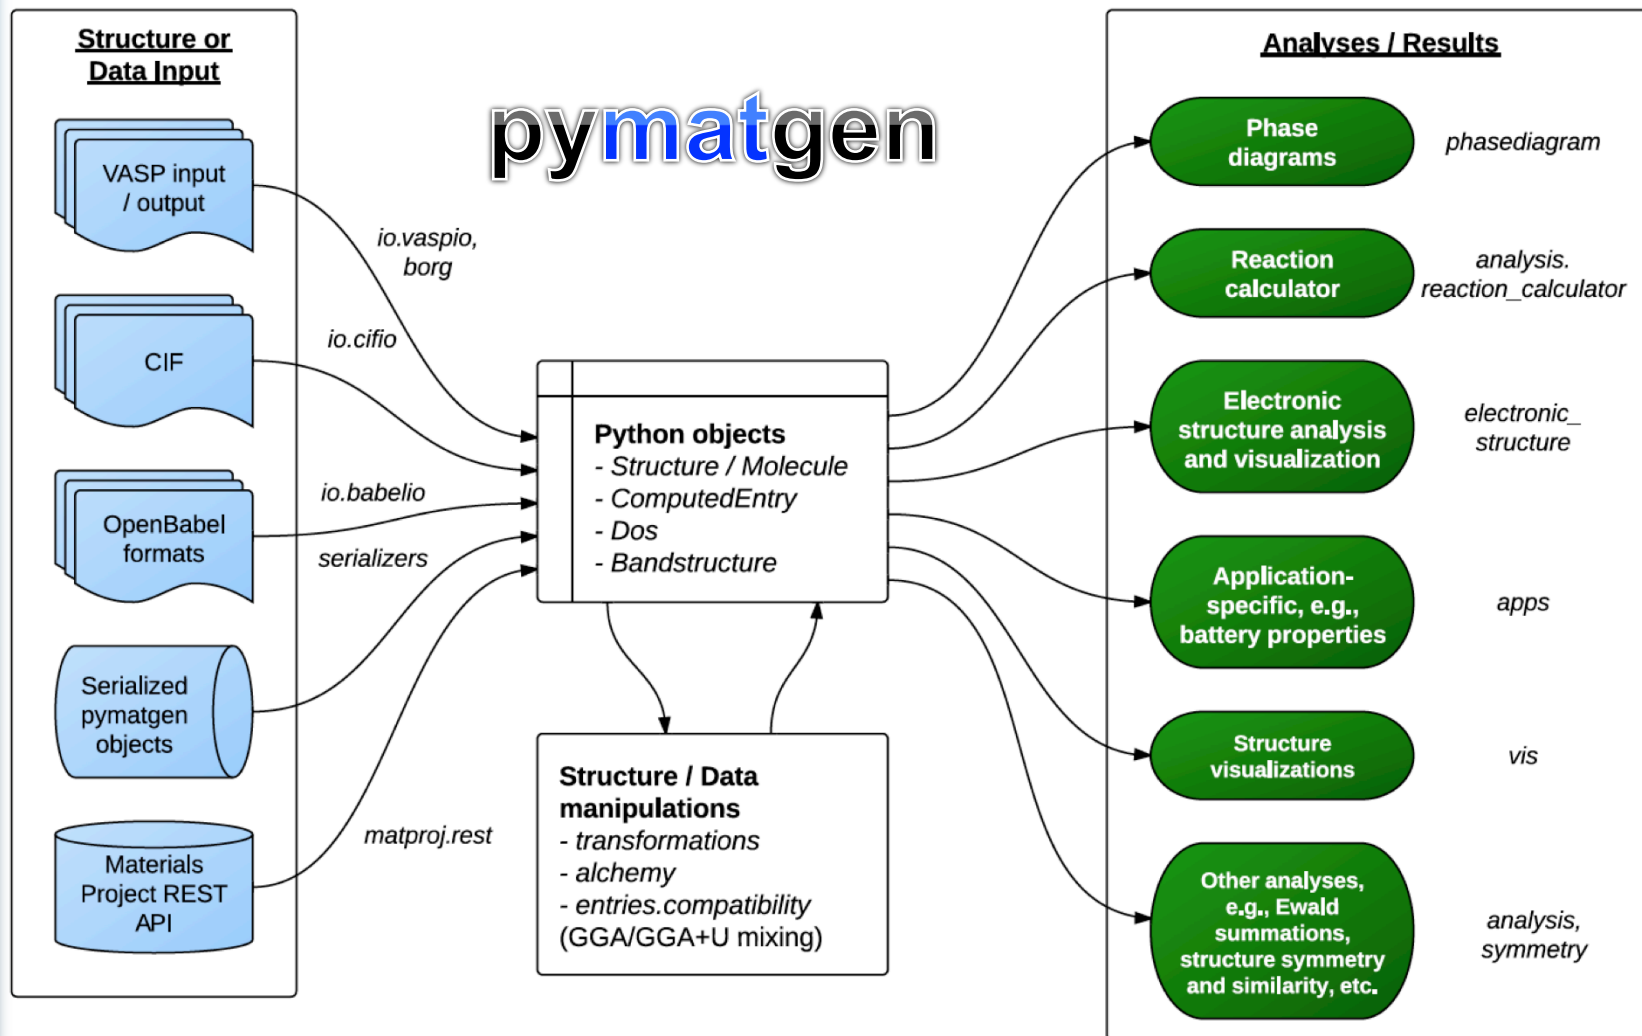 Structure or
Data Input
VASP input
/ output
CIF
OpenBabel
formats
Serialized
pymatgen
objects
Materials
Project REST
API
pymatgen
io.vaspio,
borg
io.cifio
io.babelio
serializers
matproj.rest
Python objects
- Structure / Molecule
- ComputedEntry
- Dos
- Bandstructure
Structure / Data
manipulations
- transformations
- alchemy
- entries.compatibility
(GGA/GGA+U mixing)
Analyses / Results
Phase
diagrams
phasediagram
Reaction
calculator
analysis.
reaction_calculator
Electronic
structure analysis
and visualization
electronic_
structure
Application-
specific, e.g.,
battery properties
apps
Structure
visualizations
vis
Other analyses,
e.g., Ewald
summations,
structure symmetry
and similarity, etc.
analysis,
symmetry